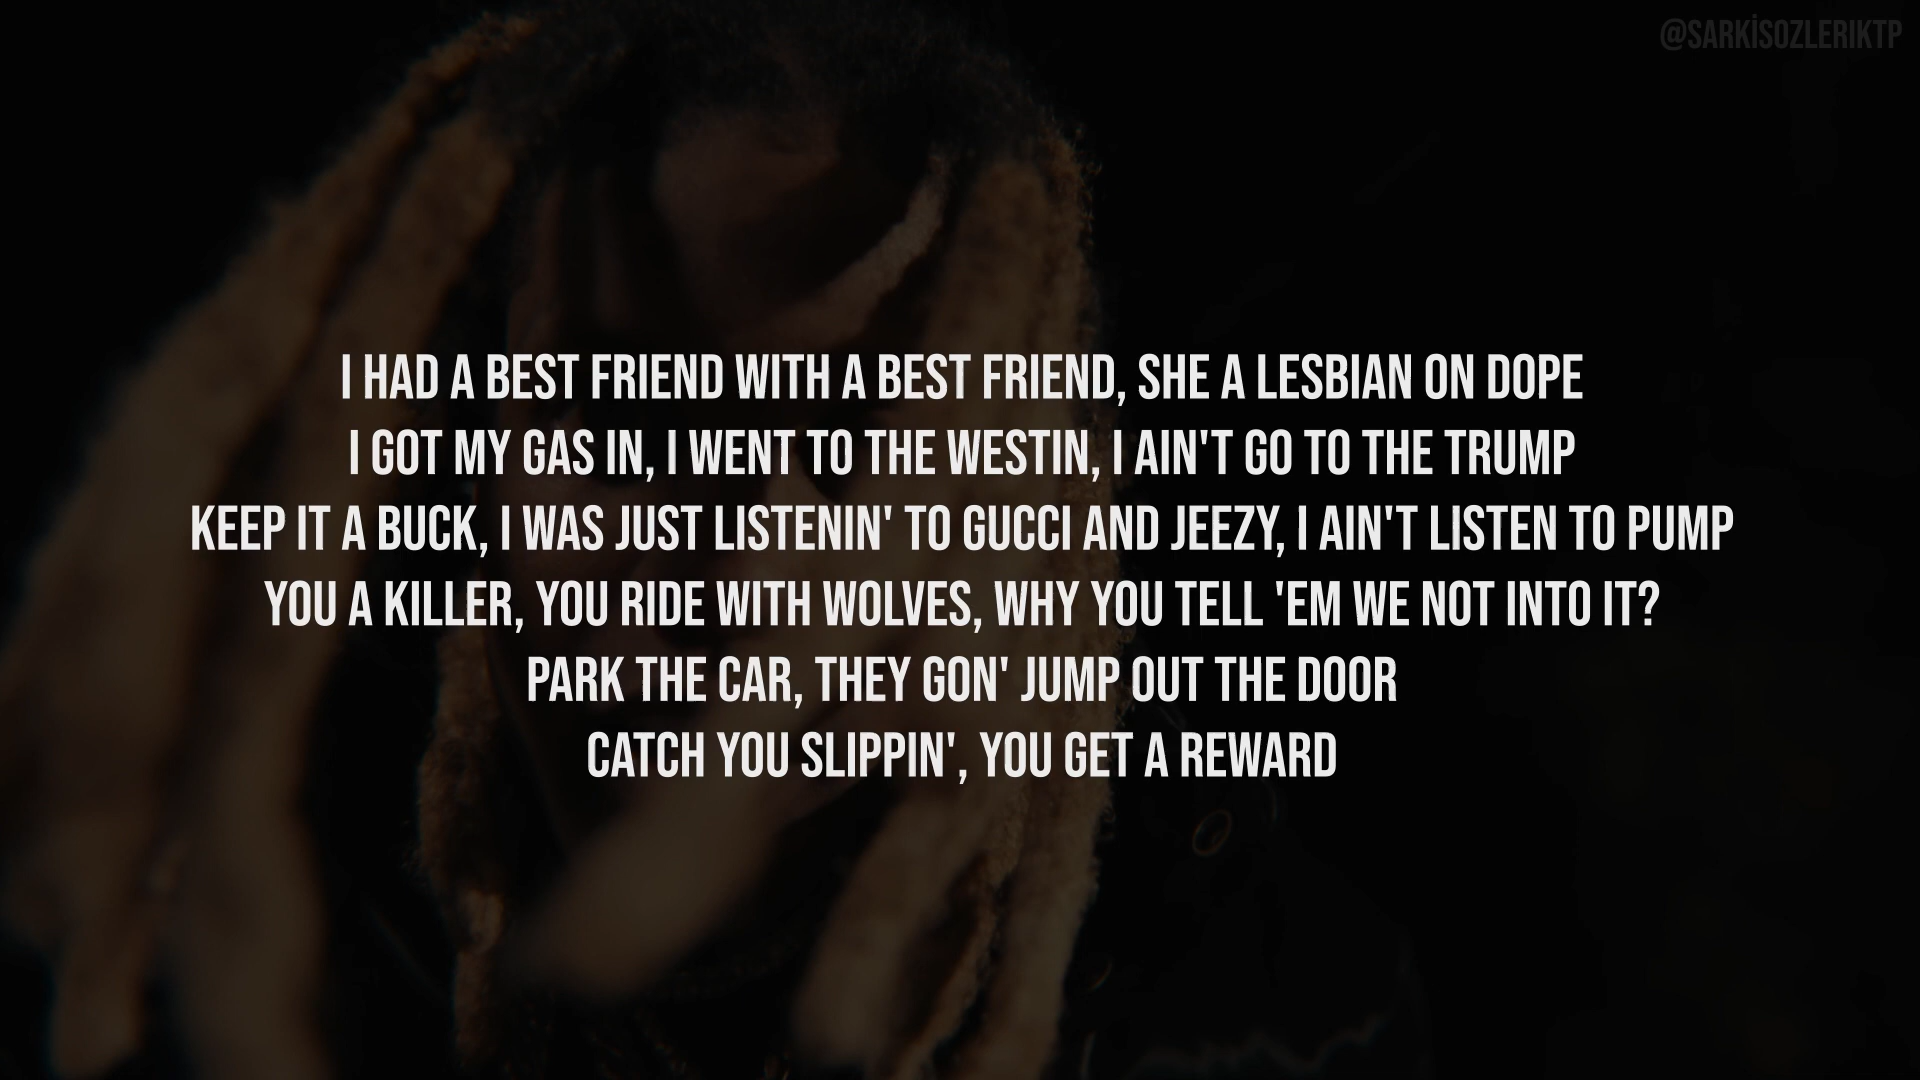 @SARKİSOZLERIKTP
I HAD A BEST FRIEND WITH A BEST FRIEND, SHE A LESBIAN ON DOPE
I GOT MY GAS IN, I WENT TO THE WESTIN, I AIN'T GO TO THE TRUMP
KEEP IT A BUCK, I WAS JUST LISTENIN' TO GUCCI AND JEEZY, I AIN'T LISTEN TO PUMP
YOU A KILLER, YOU RIDE WITH WOLVES, WHY YOU TELL 'EM WE NOT INTO IT?
PARK THE CAR, THEY GON' JUMP OUT THE DOOR
CATCH YOU SLIPPIN', YOU GET A REWARD